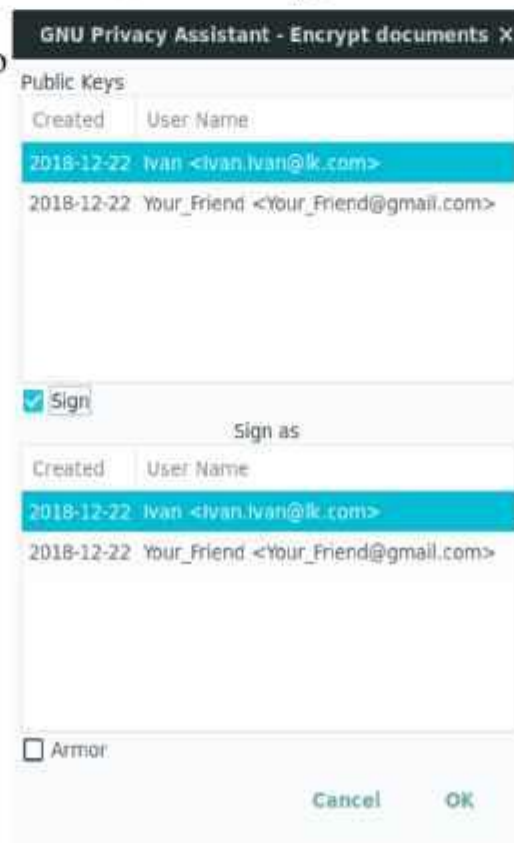 GNU Privacy Assistant - Encrypt documents ×
Public Keys
Created User Name
2018-12-22 Ivan <Ivan.Ivan@lk.com>
2018-12-22 Your_Friend <Your_Friend@gmail.com>
Sign
Sign as
Created User Name
2018-12-22 Ivan <Ivan.Ivan@lk.com>
2018-12-22 Your_Friend <Your_Friend@gmail.com>
Armor
Cancel OK